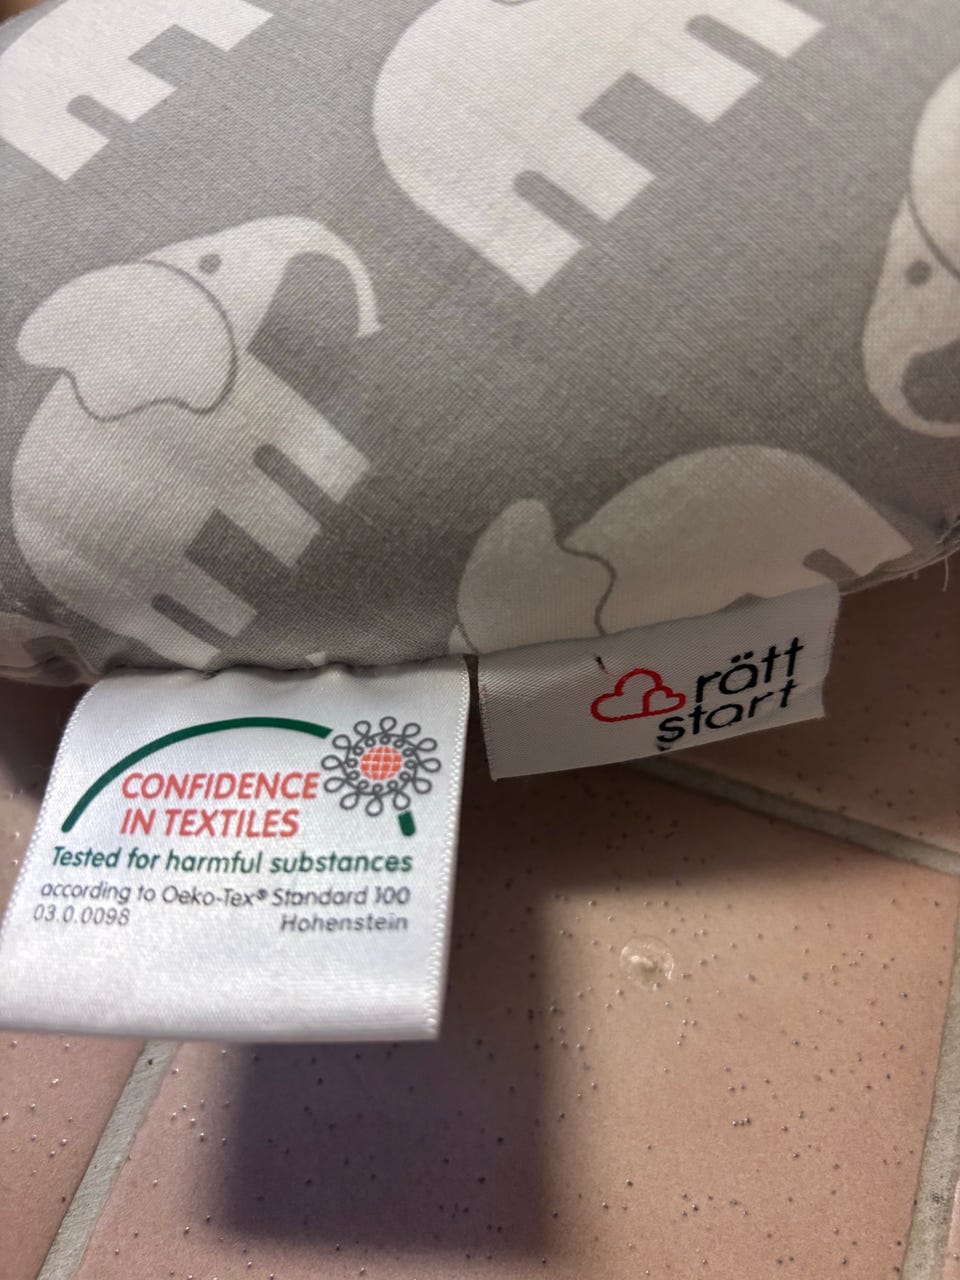 CONFIDENCE
IN TEXTILES
Tested for harmful substances
according to Oeko-Tex® Standard 100
03.0.0098 Hohenstein
rätt
start